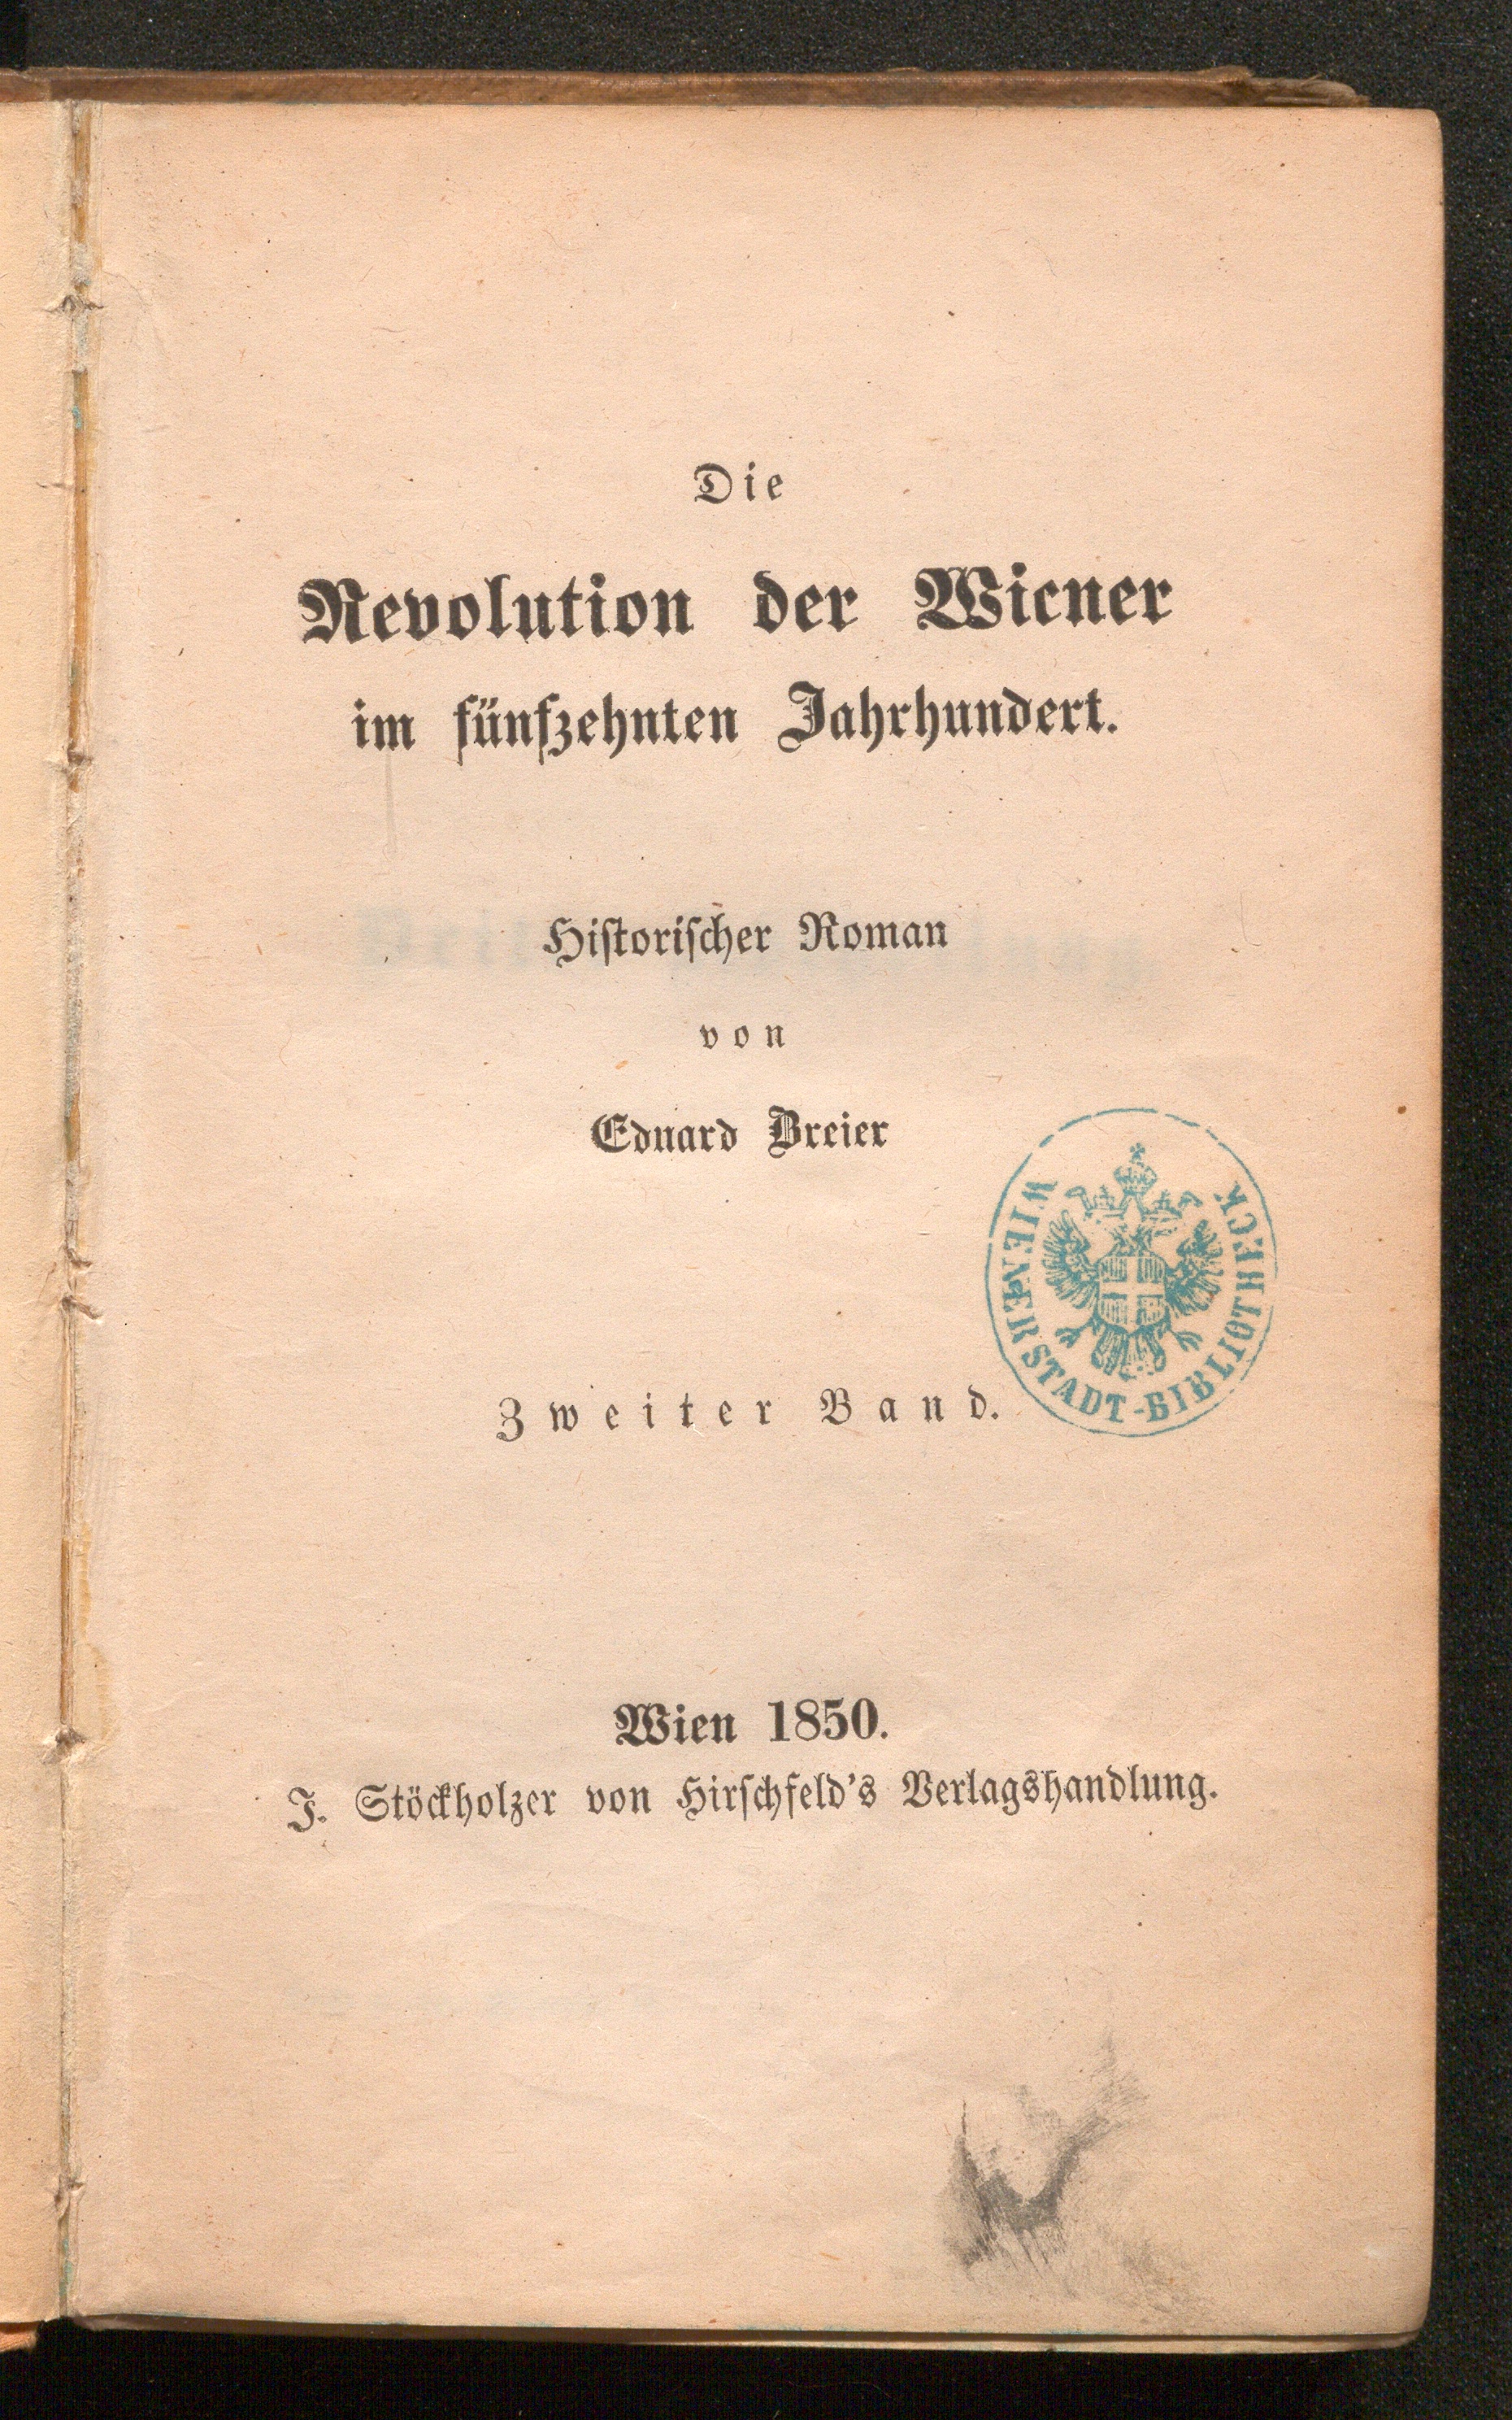 Die
Revolution der Wiener
im fünfzehnten Jahrhundert.
Hiſtoriſcher Roman
von
Eduard Breier
WIENER STADT-BIBLIOTHECK
Zweiter Band.
Wien 1850.
J. Stöckholzer von Hirſchfeld's Verlagshandlung.